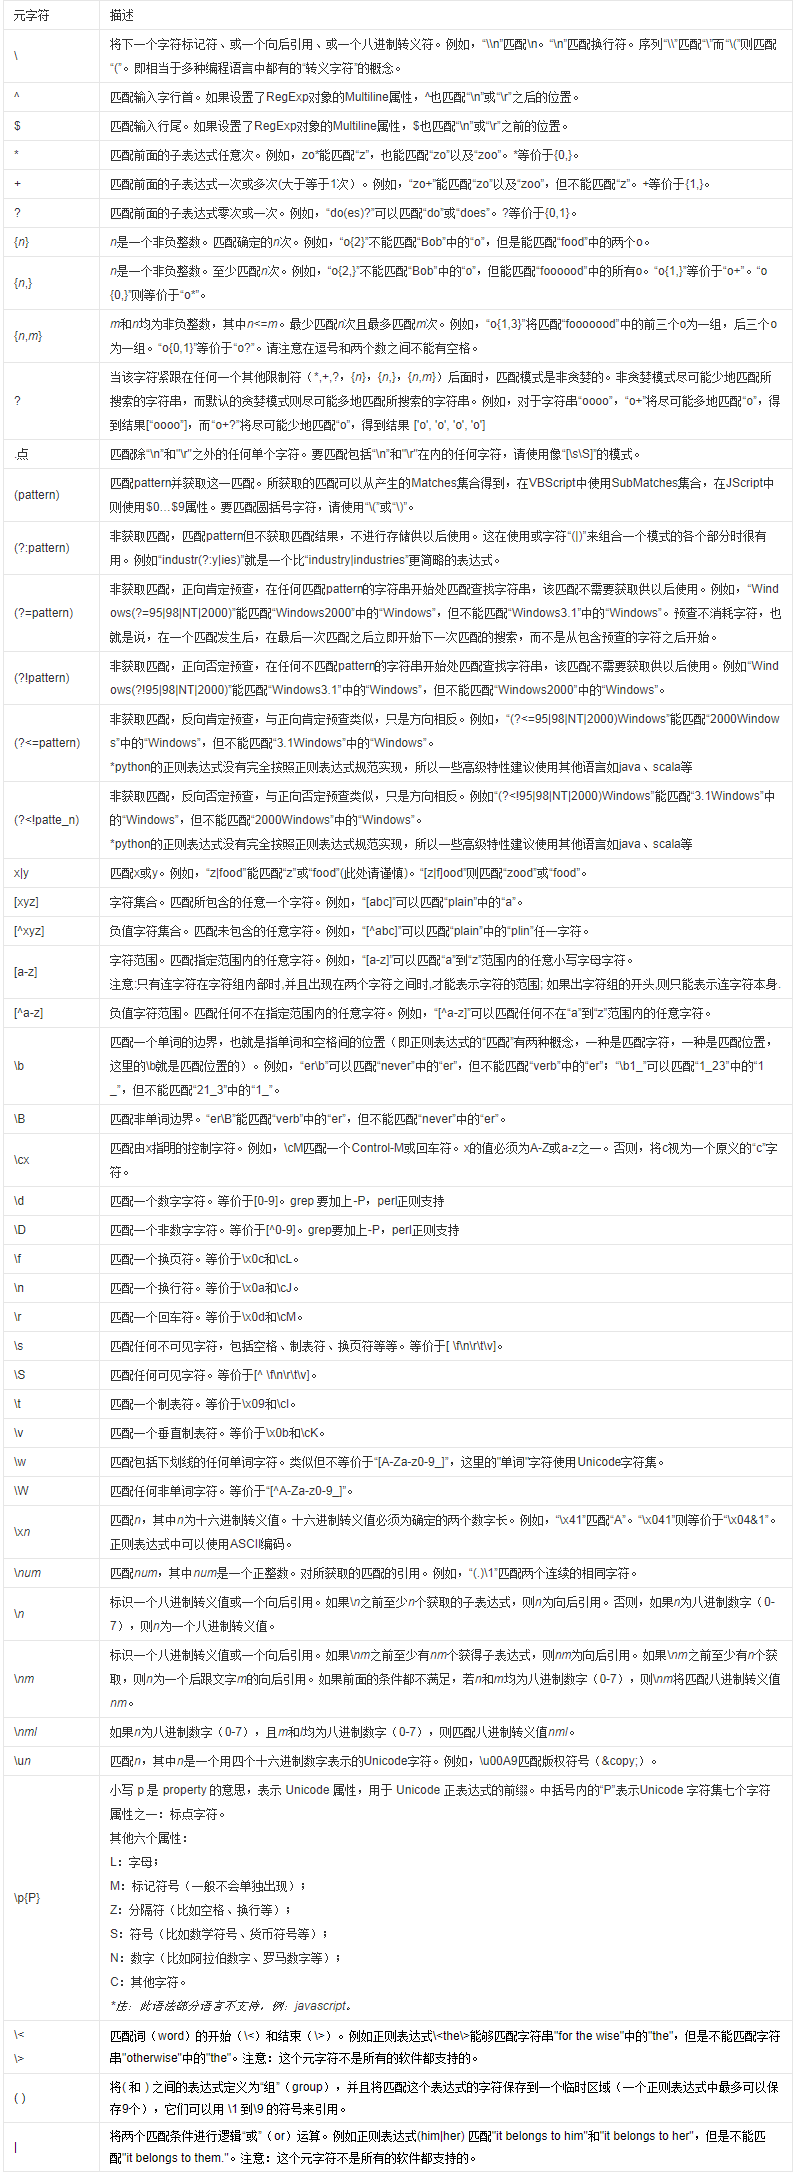 元字符 描述
\
将下一个字符标记符、或一个向后引用、或一个八进制转义符。例如，“\\n”匹配\n。“\n”匹配换行符。序列“\\”匹配“\”而“\(”则匹配
“(”。即相当于多种编程语言中都有的“转义字符”的概念。
^ 匹配输入字行首。如果设置了RegExp对象的Multiline属性，^也匹配“\n”或“\r”之后的位置。
$ 匹配输入行尾。如果设置了RegExp对象的Multiline属性，$也匹配“\n”或“\r”之前的位置。
* 匹配前面的子表达式任意次。例如，zo*能匹配“z”，也能匹配“zo”以及“zoo”。*等价于{0,}。
+ 匹配前面的子表达式一次或多次(大于等于1次）。例如，“zo+”能匹配“zo”以及“zoo”，但不能匹配“z”。+等价于{1,}。
? 匹配前面的子表达式零次或一次。例如，“do(es)?”可以匹配“do”或“does”。?等价于{0,1}。
{n} n是一个非负整数。匹配确定的n次。例如，“o{2}”不能匹配“Bob”中的“o”，但是能匹配“food”中的两个o。
{n,}
n是一个非负整数。至少匹配n次。例如，“o{2,}”不能匹配“Bob”中的“o”，但能匹配“foooood”中的所有o。“o{1,}”等价于“o+”。“o
{0,}”则等价于“o*”。
{n,m}
m和n均为非负整数，其中n<=m。最少匹配n次且最多匹配m次。例如，“o{1,3}”将匹配“fooooood”中的前三个o为一组，后三个o
为一组。“o{0,1}”等价于“o?”。请注意在逗号和两个数之间不能有空格。
?
当该字符紧跟在任何一个其他限制符（*,+,?，{n}，{n,}，{n,m}）后面时，匹配模式是非贪婪的。非贪婪模式尽可能少地匹配所
搜索的字符串，而默认的贪婪模式则尽可能多地匹配所搜索的字符串。例如，对于字符串“oooo”，“o+”将尽可能多地匹配“o”，得
到结果[“oooo”]，而“o+?”将尽可能少地匹配“o”，得到结果 ['o', 'o', 'o', 'o']
.点 匹配除“\n”和"\r"之外的任何单个字符。要匹配包括“\n”和"\r"在内的任何字符，请使用像“[\s\S]”的模式。
(pattern)
匹配pattern并获取这一匹配。所获取的匹配可以从产生的Matches集合得到，在VBScript中使用SubMatches集合，在JScript中
则使用$0…$9属性。要匹配圆括号字符，请使用“\(”或“\)”。
(?:pattern)
非获取匹配，匹配pattern但不获取匹配结果，不进行存储供以后使用。这在使用或字符“(|)”来组合一个模式的各个部分时很有
用。例如“industr(?:y|ies)”就是一个比“industry|industries”更简略的表达式。
(?=pattern)
非获取匹配，正向肯定预查，在任何匹配pattern的字符串开始处匹配查找字符串，该匹配不需要获取供以后使用。例如，“Wind
ows(?=95|98|NT|2000)”能匹配“Windows2000”中的“Windows”，但不能匹配“Windows3.1”中的“Windows”。预查不消耗字符，也
就是说，在一个匹配发生后，在最后一次匹配之后立即开始下一次匹配的搜索，而不是从包含预查的字符之后开始。
(?!pattern)
非获取匹配，正向否定预查，在任何不匹配pattern的字符串开始处匹配查找字符串，该匹配不需要获取供以后使用。例如“Wind
ows(?!95|98|NT|2000)”能匹配“Windows3.1”中的“Windows”，但不能匹配“Windows2000”中的“Windows”。
(?<=pattern)
非获取匹配，反向肯定预查，与正向肯定预查类似，只是方向相反。例如，“(?<=95|98|NT|2000)Windows”能匹配“2000Window
s”中的“Windows”，但不能匹配“3.1Windows”中的“Windows”。
*python的正则表达式没有完全按照正则表达式规范实现，所以一些高级特性建议使用其他语言如java、scala等
(?<!patte_n)
非获取匹配，反向否定预查，与正向否定预查类似，只是方向相反。例如“(?<!95|98|NT|2000)Windows”能匹配“3.1Windows”中
的“Windows”，但不能匹配“2000Windows”中的“Windows”。
*python的正则表达式没有完全按照正则表达式规范实现，所以一些高级特性建议使用其他语言如java、scala等
x|y 匹配x或y。例如，“z|food”能匹配“z”或“food”(此处请谨慎)。“[z|f]ood”则匹配“zood”或“food”。
[xyz] 字符集合。匹配所包含的任意一个字符。例如，“[abc]”可以匹配“plain”中的“a”。
[^xyz] 负值字符集合。匹配未包含的任意字符。例如，“[^abc]”可以匹配“plain”中的“plin”任一字符。
[a-z]
字符范围。匹配指定范围内的任意字符。例如，“[a-z]”可以匹配“a”到“z”范围内的任意小写字母字符。
注意:只有连字符在字符组内部时,并且出现在两个字符之间时,才能表示字符的范围; 如果出字符组的开头,则只能表示连字符本身.
[^a-z] 负值字符范围。匹配任何不在指定范围内的任意字符。例如，“[^a-z]”可以匹配任何不在“a”到“z”范围内的任意字符。
\b
匹配一个单词的边界，也就是指单词和空格间的位置（即正则表达式的“匹配”有两种概念，一种是匹配字符，一种是匹配位置，
这里的\b就是匹配位置的）。例如，“er\b”可以匹配“never”中的“er”，但不能匹配“verb”中的“er”；“\b1_”可以匹配“1_23”中的“1
_”，但不能匹配“21_3”中的“1_”。
\B 匹配非单词边界。“er\B”能匹配“verb”中的“er”，但不能匹配“never”中的“er”。
\cx
匹配由x指明的控制字符。例如，\cM匹配一个Control-M或回车符。x的值必须为A-Z或a-z之一。否则，将c视为一个原义的“c”字
符。
\d 匹配一个数字字符。等价于[0-9]。grep 要加上-P，perl正则支持
\D 匹配一个非数字字符。等价于[^0-9]。grep要加上-P，perl正则支持
\f 匹配一个换页符。等价于\x0c和\cL。
\n 匹配一个换行符。等价于\x0a和\cJ。
\r 匹配一个回车符。等价于\x0d和\cM。
\s 匹配任何不可见字符，包括空格、制表符、换页符等等。等价于[ \f\n\r\t\v]。
\S 匹配任何可见字符。等价于[^ \f\n\r\t\v]。
\t 匹配一个制表符。等价于\x09和\cI。
\v 匹配一个垂直制表符。等价于\x0b和\cK。
\w 匹配包括下划线的任何单词字符。类似但不等价于“[A-Za-z0-9_]”，这里的"单词"字符使用Unicode字符集。
\W 匹配任何非单词字符。等价于“[^A-Za-z0-9_]”。
\xn
匹配n，其中n为十六进制转义值。十六进制转义值必须为确定的两个数字长。例如，“\x41”匹配“A”。“\x041”则等价于“\x04&1”。
正则表达式中可以使用ASCII编码。
\num 匹配num，其中num是一个正整数。对所获取的匹配的引用。例如，“(.)\1”匹配两个连续的相同字符。
\n
标识一个八进制转义值或一个向后引用。如果\n之前至少n个获取的子表达式，则n为向后引用。否则，如果n为八进制数字（0-
7），则n为一个八进制转义值。
\nm
标识一个八进制转义值或一个向后引用。如果\nm之前至少有nm个获得子表达式，则nm为向后引用。如果\nm之前至少有n个获
取，则n为一个后跟文字m的向后引用。如果前面的条件都不满足，若n和m均为八进制数字（0-7），则\nm将匹配八进制转义值
nm。
\nml 如果n为八进制数字（0-7），且m和l均为八进制数字（0-7），则匹配八进制转义值nml。
\un 匹配n，其中n是一个用四个十六进制数字表示的Unicode字符。例如，\u00A9匹配版权符号（&copy;）。
\p{P}
小写 p 是 property 的意思，表示 Unicode 属性，用于 Unicode 正表达式的前缀。中括号内的“P”表示Unicode 字符集七个字符
属性之一：标点字符。
其他六个属性：
L：字母；
M：标记符号（一般不会单独出现）；
Z：分隔符（比如空格、换行等）；
S：符号（比如数学符号、货币符号等）；
N：数字（比如阿拉伯数字、罗马数字等）；
C：其他字符。
*注：此语法部分语言不支持，例：javascript。
\<
\>
匹配词（word）的开始（\<）和结束（\>）。例如正则表达式\<the\>能够匹配字符串"for the wise"中的"the"，但是不能匹配字符
串"otherwise"中的"the"。注意：这个元字符不是所有的软件都支持的。
( )
将( 和 ) 之间的表达式定义为“组”（group），并且将匹配这个表达式的字符保存到一个临时区域（一个正则表达式中最多可以保
存9个），它们可以用 \1 到\9 的符号来引用。
|
将两个匹配条件进行逻辑“或”（or）运算。例如正则表达式(him|her) 匹配"it belongs to him"和"it belongs to her"，但是不能匹
配"it belongs to them."。注意：这个元字符不是所有的软件都支持的。